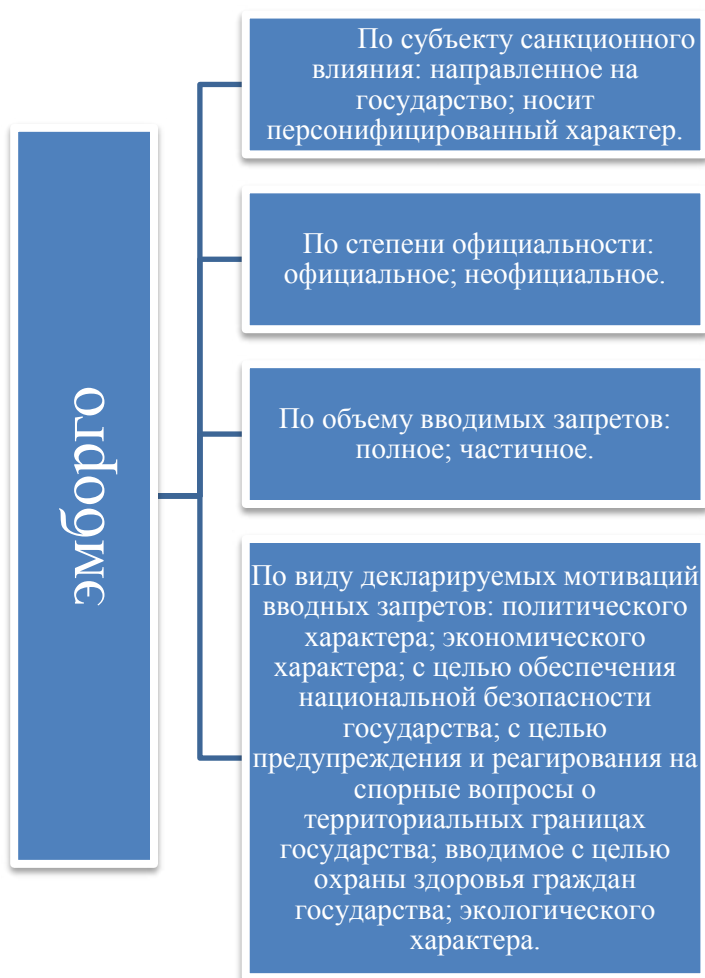 эмборго
По субъекту санкционного
влияния: направленное на
государство; носит
персонифицированный характер.
По степени официальности:
официальное; неофициальное.
По объему вводимых запретов:
полное; частичное.
По виду декларируемых мотиваций
вводных запретов: политического
характера; экономического
характера; с целью обеспечения
национальной безопасности
государства; с целью
предупреждения и реагирования на
спорные вопросы о
территориальных границах
государства; вводимое с целью
охраны здоровья граждан
государства; экологического
характера.